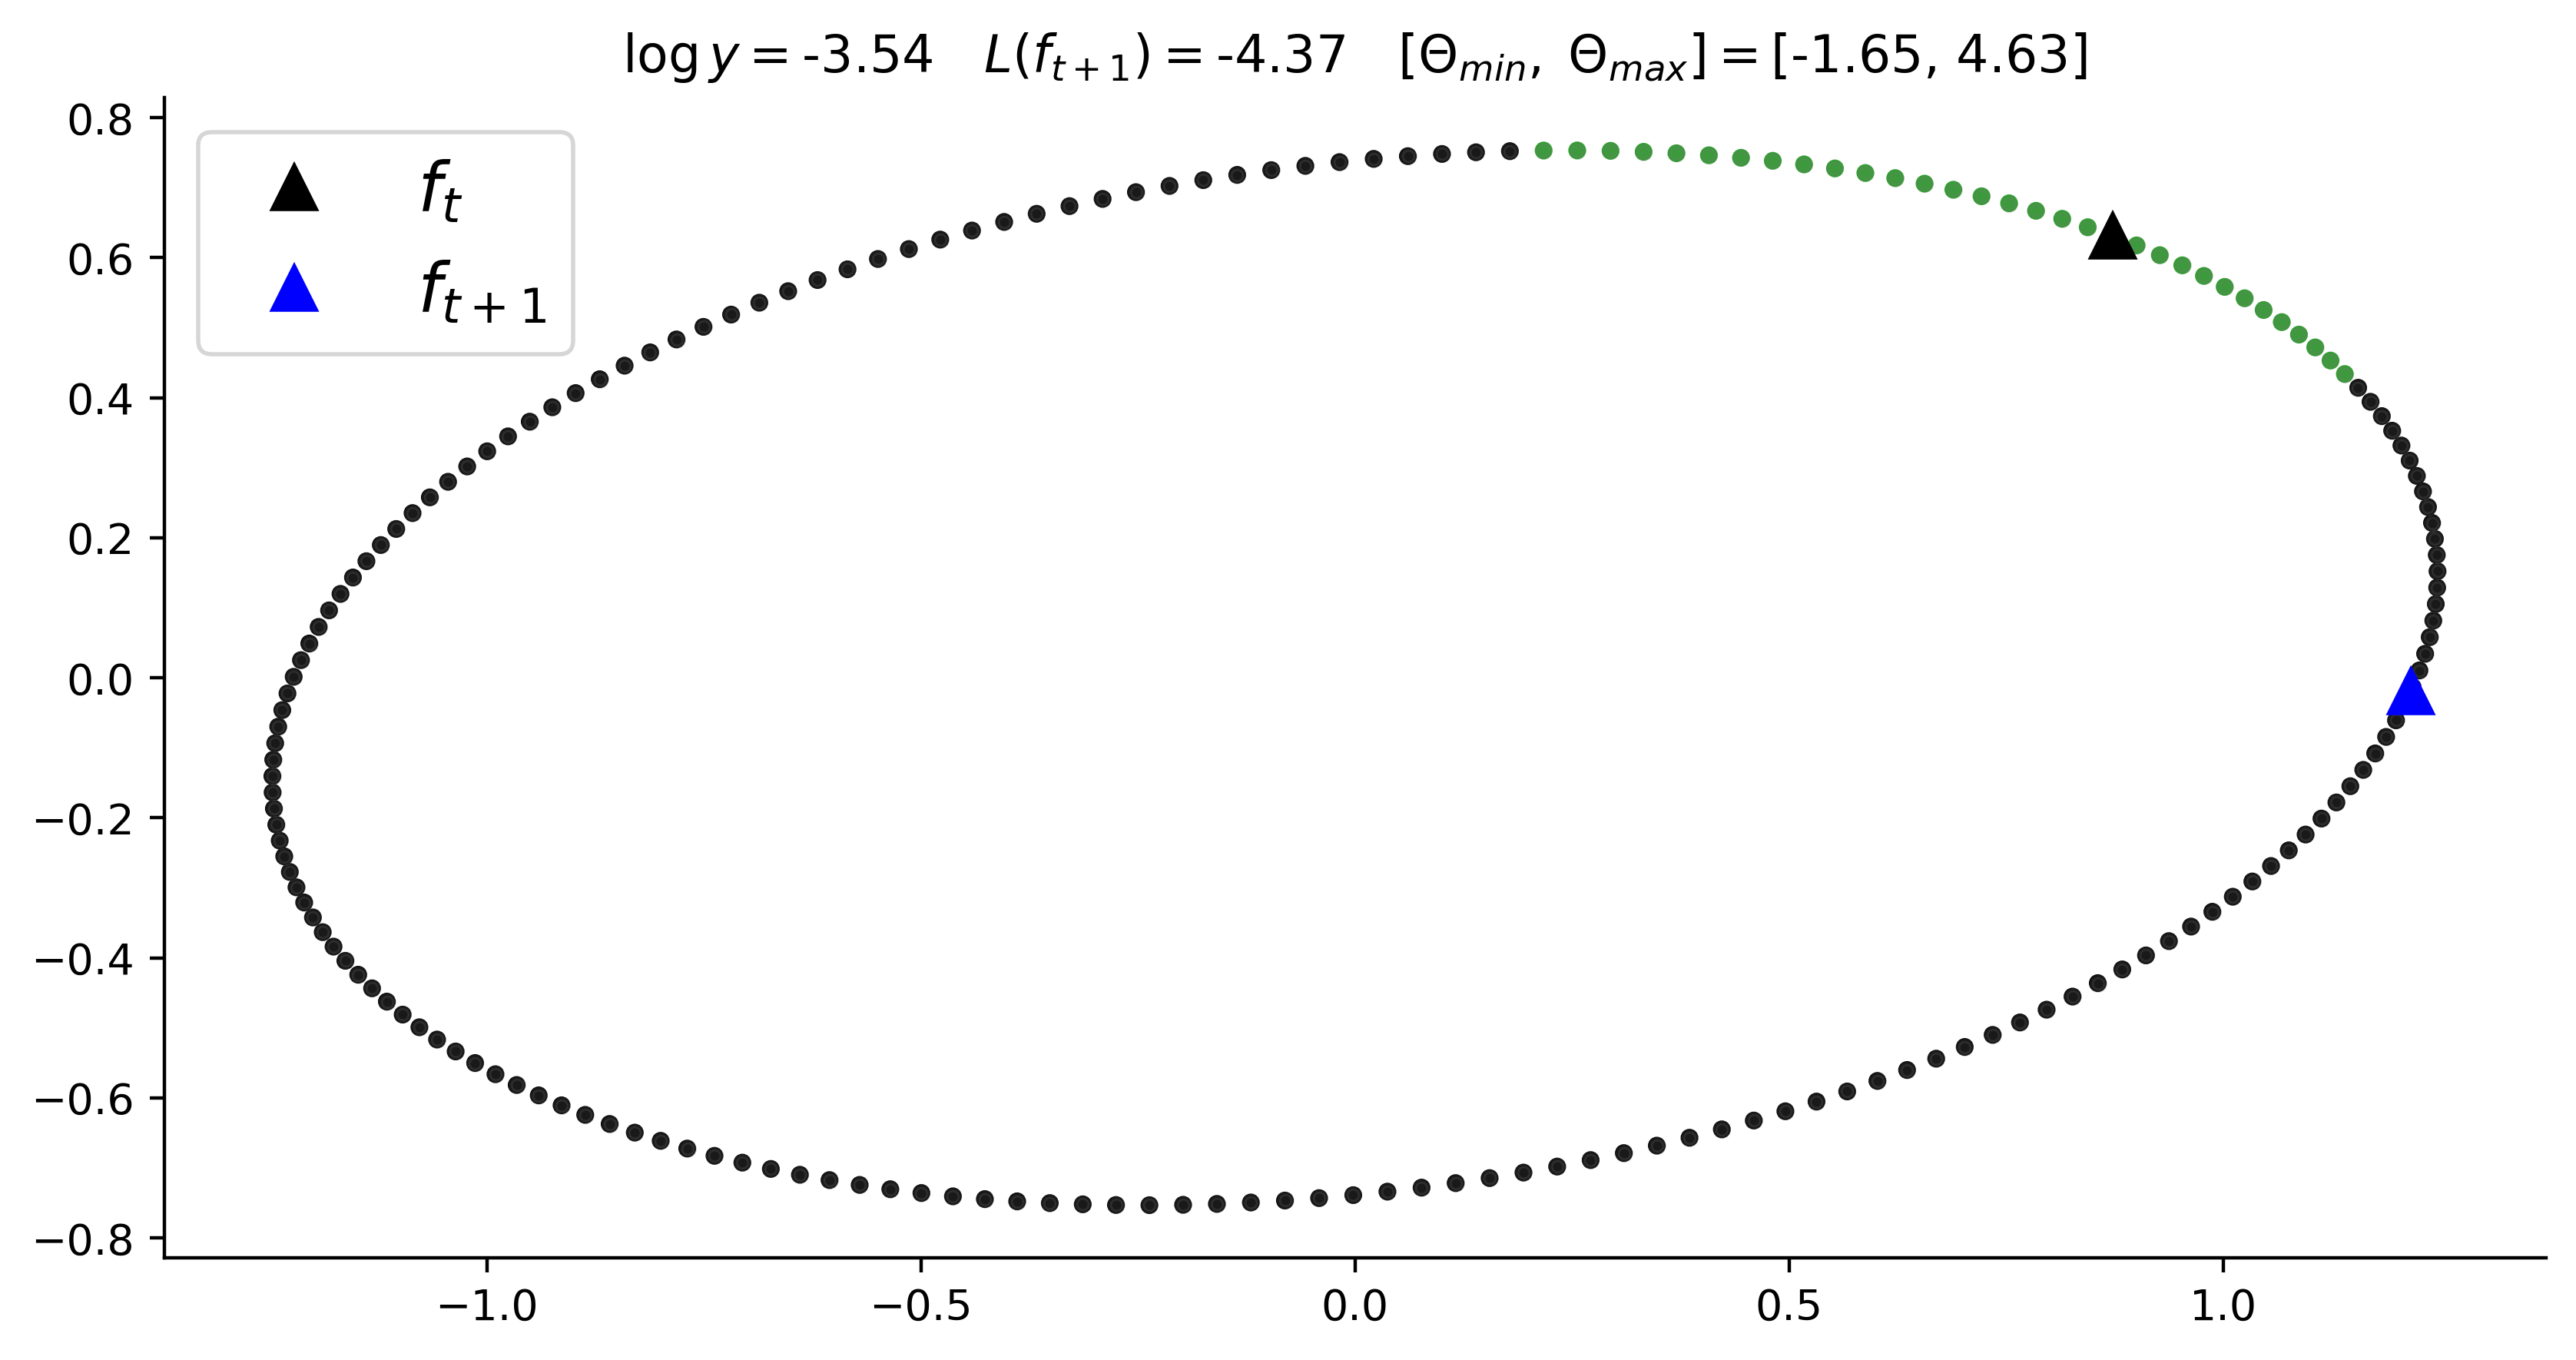 log y = -3.54 L(f_{t+1}) = -4.37 [Θ_{min}, Θ_{max}] = [-1.65, 4.63]
f_t
f_{t+1}
0.8
0.6
0.4
0.2
0.0
−0.2
−0.4
−0.6
−0.8
−1.0 −0.5 0.0 0.5 1.0